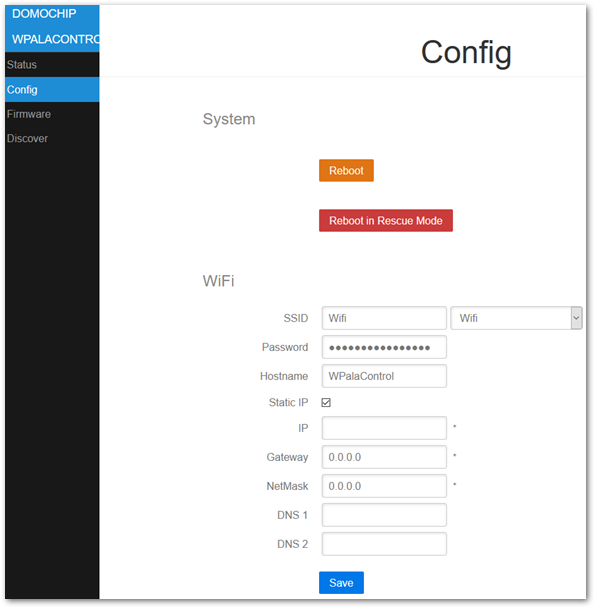 DOMOCHIP
WPALACONTRO
Status
Config
Firmware
Discover
Config
System
Reboot
Reboot in Rescue Mode
WiFi
SSID Wifi Wifi
Password ●●●●●●●●●●●●●●●●
Hostname WPalaControl
Static IP
IP *
Gateway 0.0.0.0 *
NetMask 0.0.0.0 *
DNS 1
DNS 2
Save